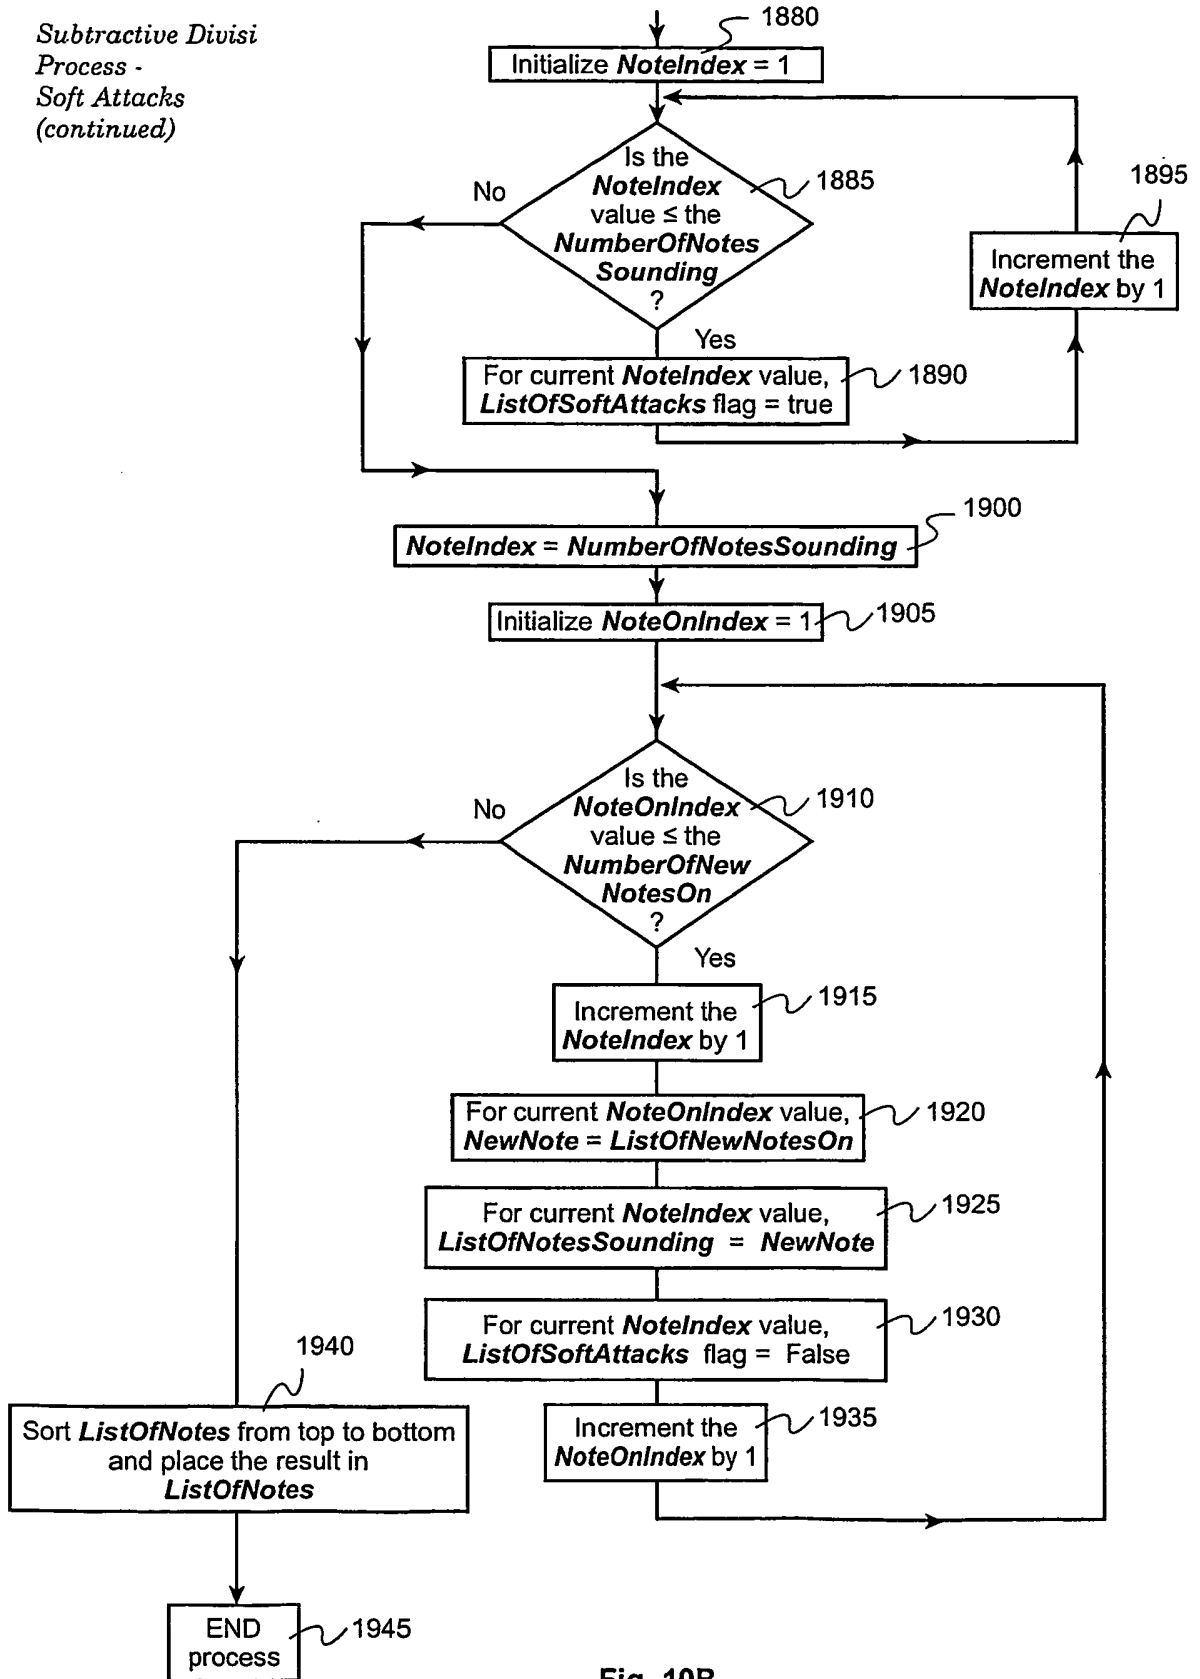 Subtractive Divisi
Process -
Soft Attacks
(continued)
1880
Initialize NoteIndex = 1
Is the
NoteIndex
value ≤ the
NumberOfNotes
Sounding
?
1885
No
Yes
1895
Increment the
NoteIndex by 1
For current NoteIndex value,
ListOfSoftAttacks flag = true
1890
1900
NoteIndex = NumberOfNotesSounding
Initialize NoteOnIndex = 1
1905
Is the
NoteOnIndex
value ≤ the
NumberOfNew
NotesOn
?
1910
No
Yes
Increment the
NoteIndex by 1
1915
For current NoteOnIndex value,
NewNote = ListOfNewNotesOn
1920
For current NoteIndex value,
ListOfNotesSounding = NewNote
1925
For current NoteIndex value,
ListOfSoftAttacks flag = False
1930
Increment the
NoteOnIndex by 1
1935
1940
Sort ListOfNotes from top to bottom
and place the result in
ListOfNotes
END
process
1945